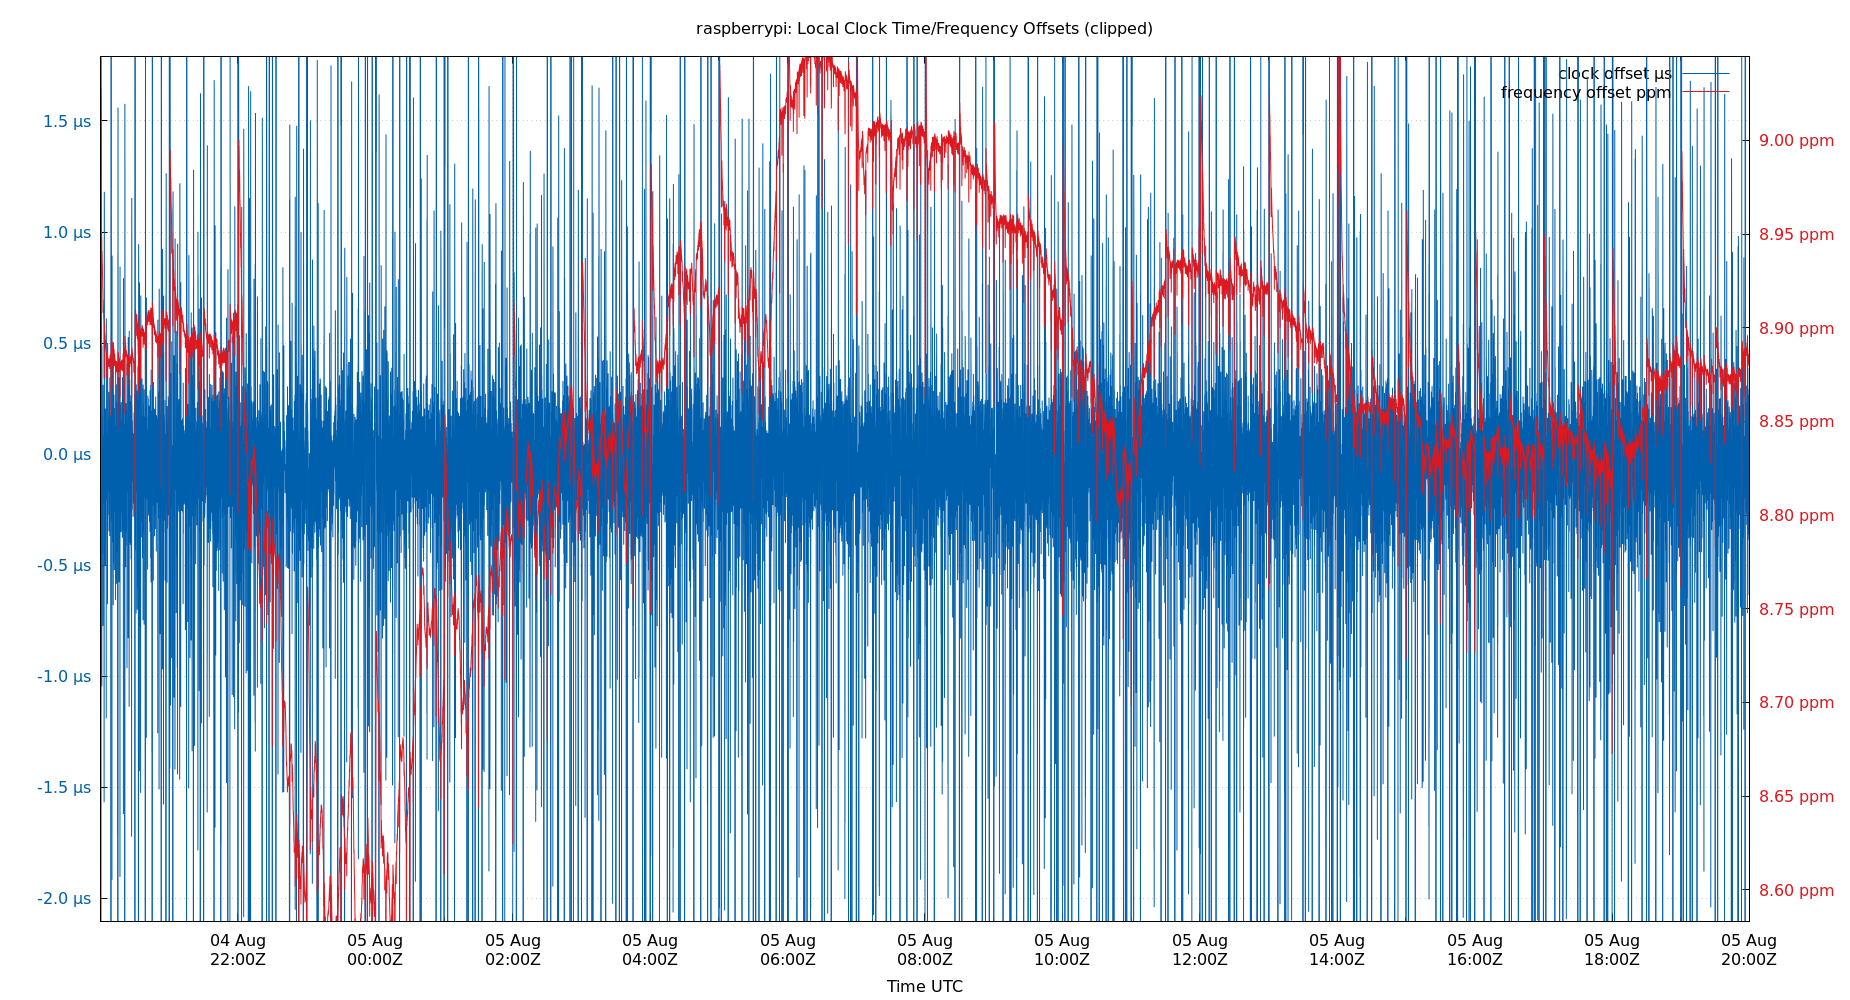 raspberrypi: Local Clock Time/Frequency Offsets (clipped)
clock offset µs
frequency offset ppm
1.5 µs
1.0 µs
0.5 µs
0.0 µs
-0.5 µs
-1.0 µs
-1.5 µs
-2.0 µs
9.00 ppm
8.95 ppm
8.90 ppm
8.85 ppm
8.80 ppm
8.75 ppm
8.70 ppm
8.65 ppm
8.60 ppm
04 Aug 05 Aug 05 Aug 05 Aug 05 Aug 05 Aug 05 Aug 05 Aug 05 Aug 05 Aug 05 Aug 05 Aug
22:00Z 00:00Z 02:00Z 04:00Z 06:00Z 08:00Z 10:00Z 12:00Z 14:00Z 16:00Z 18:00Z 20:00Z
Time UTC